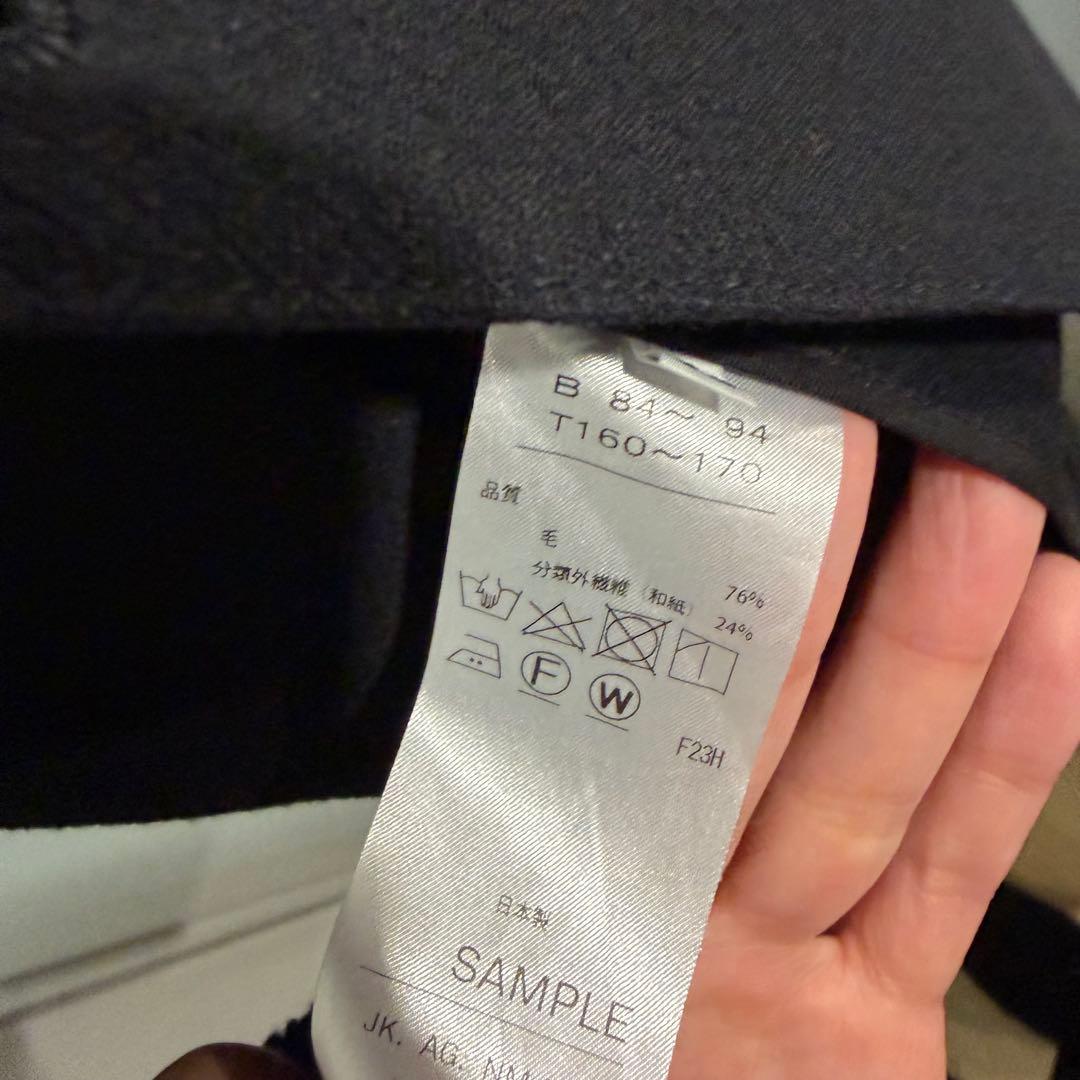 B 84～94
T160～170
品質
毛 76%
分類外繊維（和紙） 24%
F
W
F23H
日本製
SAMPLE
JK. AG. NM